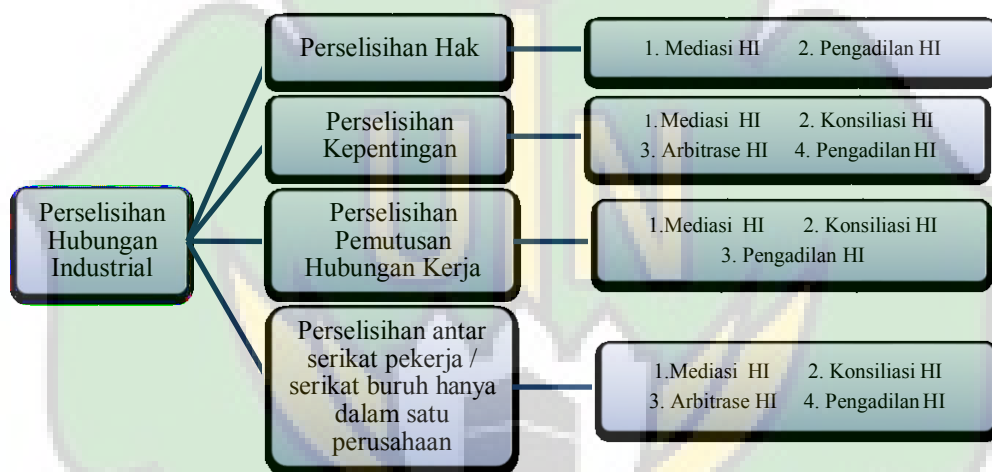 Perselisihan
Hubungan
Industrial
Perselisihan Hak
1. Mediasi HI 2. Pengadilan HI
Perselisihan
Kepentingan
1.Mediasi HI 2. Konsiliasi HI
3. Arbitrase HI 4. Pengadilan HI
Perselisihan
Pemutusan
Hubungan Kerja
1.Mediasi HI 2. Konsiliasi HI
3. Pengadilan HI
Perselisihan antar
serikat pekerja /
serikat buruh hanya
dalam satu
perusahaan
1.Mediasi HI 2. Konsiliasi HI
3. Arbitrase HI 4. Pengadilan HI
UIN